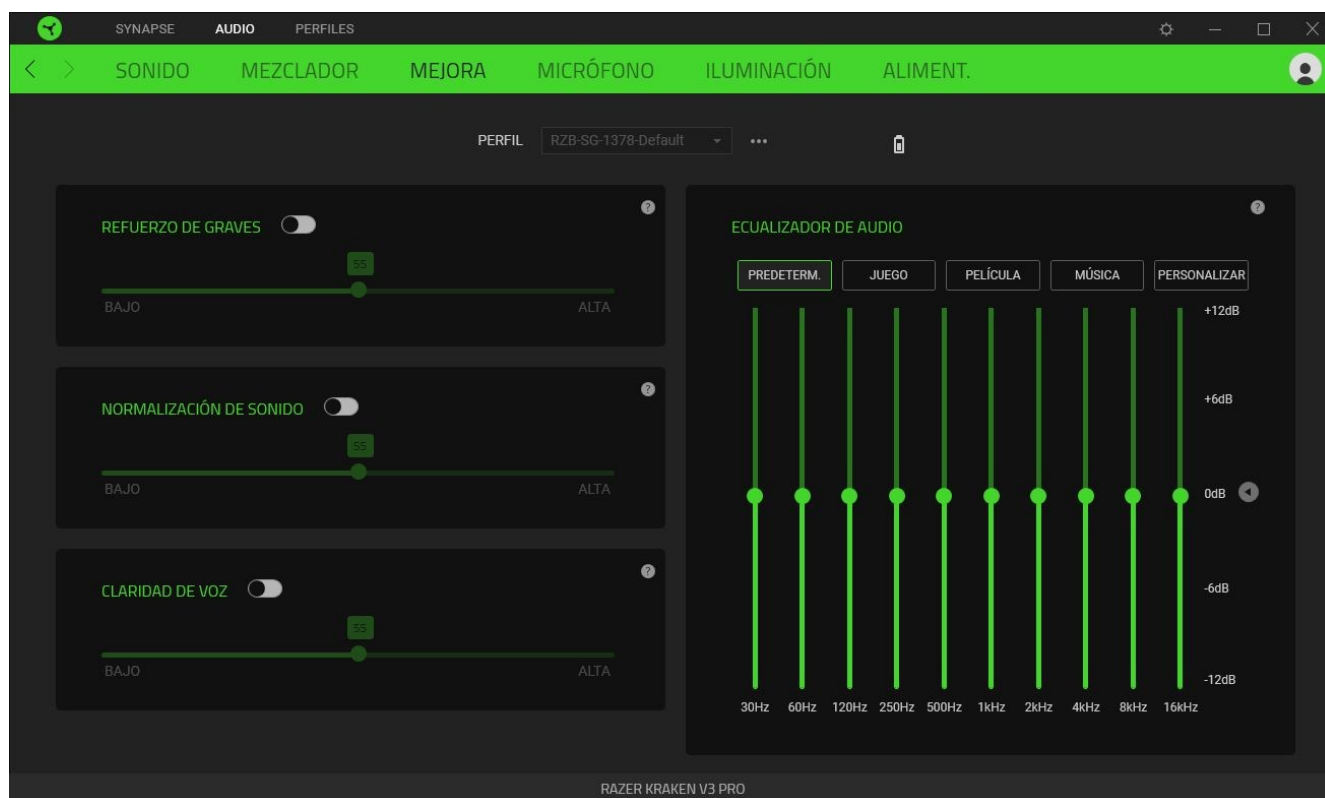 SYNAPSE AUDIO PERFILES
SONIDO MEZCLADOR MEJORA MICRÓFONO ILUMINACIÓN ALIMENT.
PERFIL RZB-SG-1378-Default
REFUERZO DE GRAVES
55
BAJO ALTA
NORMALIZACIÓN DE SONIDO
55
BAJO ALTA
CLARIDAD DE VOZ
55
BAJO ALTA
ECUALIZADOR DE AUDIO
PREDETERM. JUEGO PELÍCULA MÚSICA PERSONALIZAR
+12dB
+6dB
0dB
-6dB
-12dB
30Hz 60Hz 120Hz 250Hz 500Hz 1kHz 2kHz 4kHz 8kHz 16kHz
RAZER KRAKEN V3 PRO